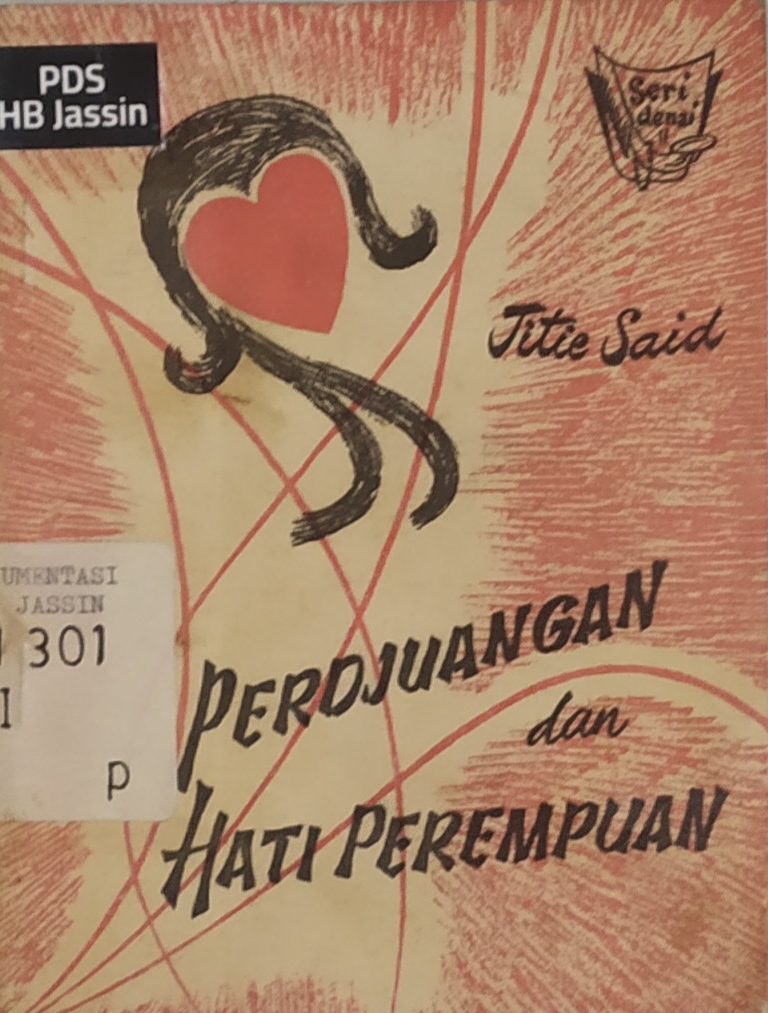 PDS
HB Jassin
Seri
Titie Said
UMENTASI
JASSIN
301
PERDJUANGAN
dan
HATI PEREMPUAN
p